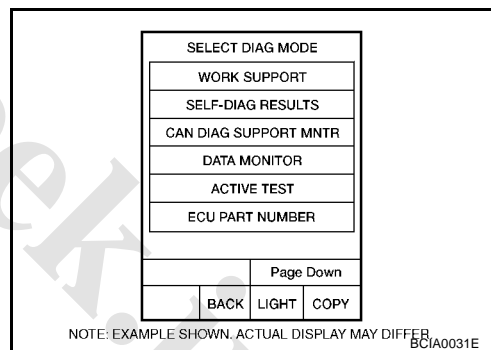 SELECT DIAG MODE
WORK SUPPORT
SELF-DIAG RESULTS
CAN DIAG SUPPORT MNTR
DATA MONITOR
ACTIVE TEST
ECU PART NUMBER
Page Down
BACK LIGHT COPY
NOTE: EXAMPLE SHOWN. ACTUAL DISPLAY MAY DIFFER.
BCIA0031E